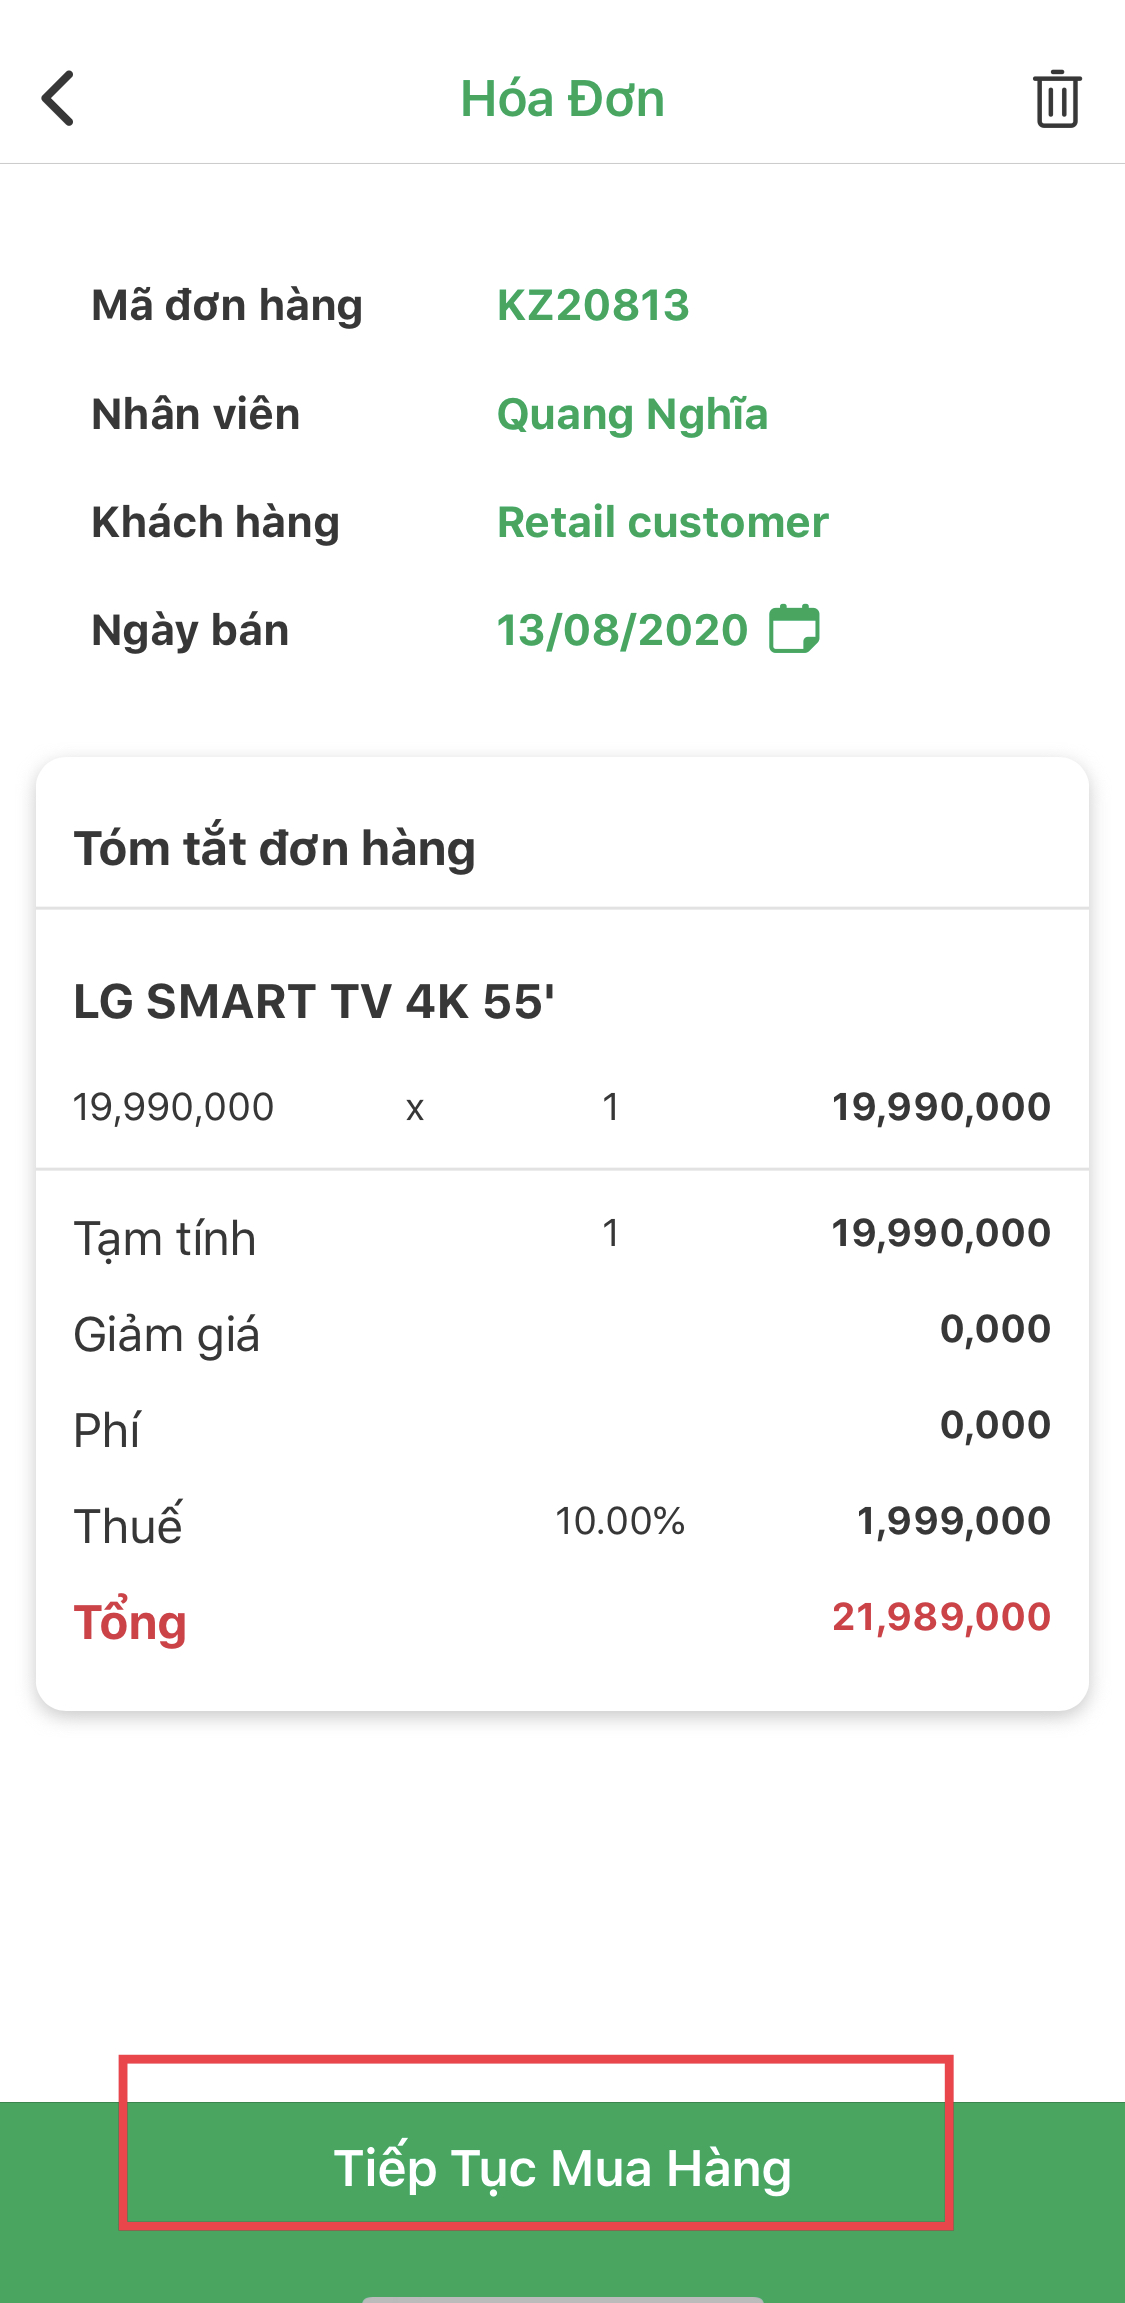 Hóa Đơn
Mã đơn hàng KZ20813
Nhân viên Quang Nghĩa
Khách hàng Retail customer
Ngày bán 13/08/2020
Tóm tắt đơn hàng
LG SMART TV 4K 55'
19,990,000 x 1 19,990,000
Tạm tính 1 19,990,000
Giảm giá 0,000
Phí 0,000
Thuế 10.00% 1,999,000
Tổng 21,989,000
Tiếp Tục Mua Hàng